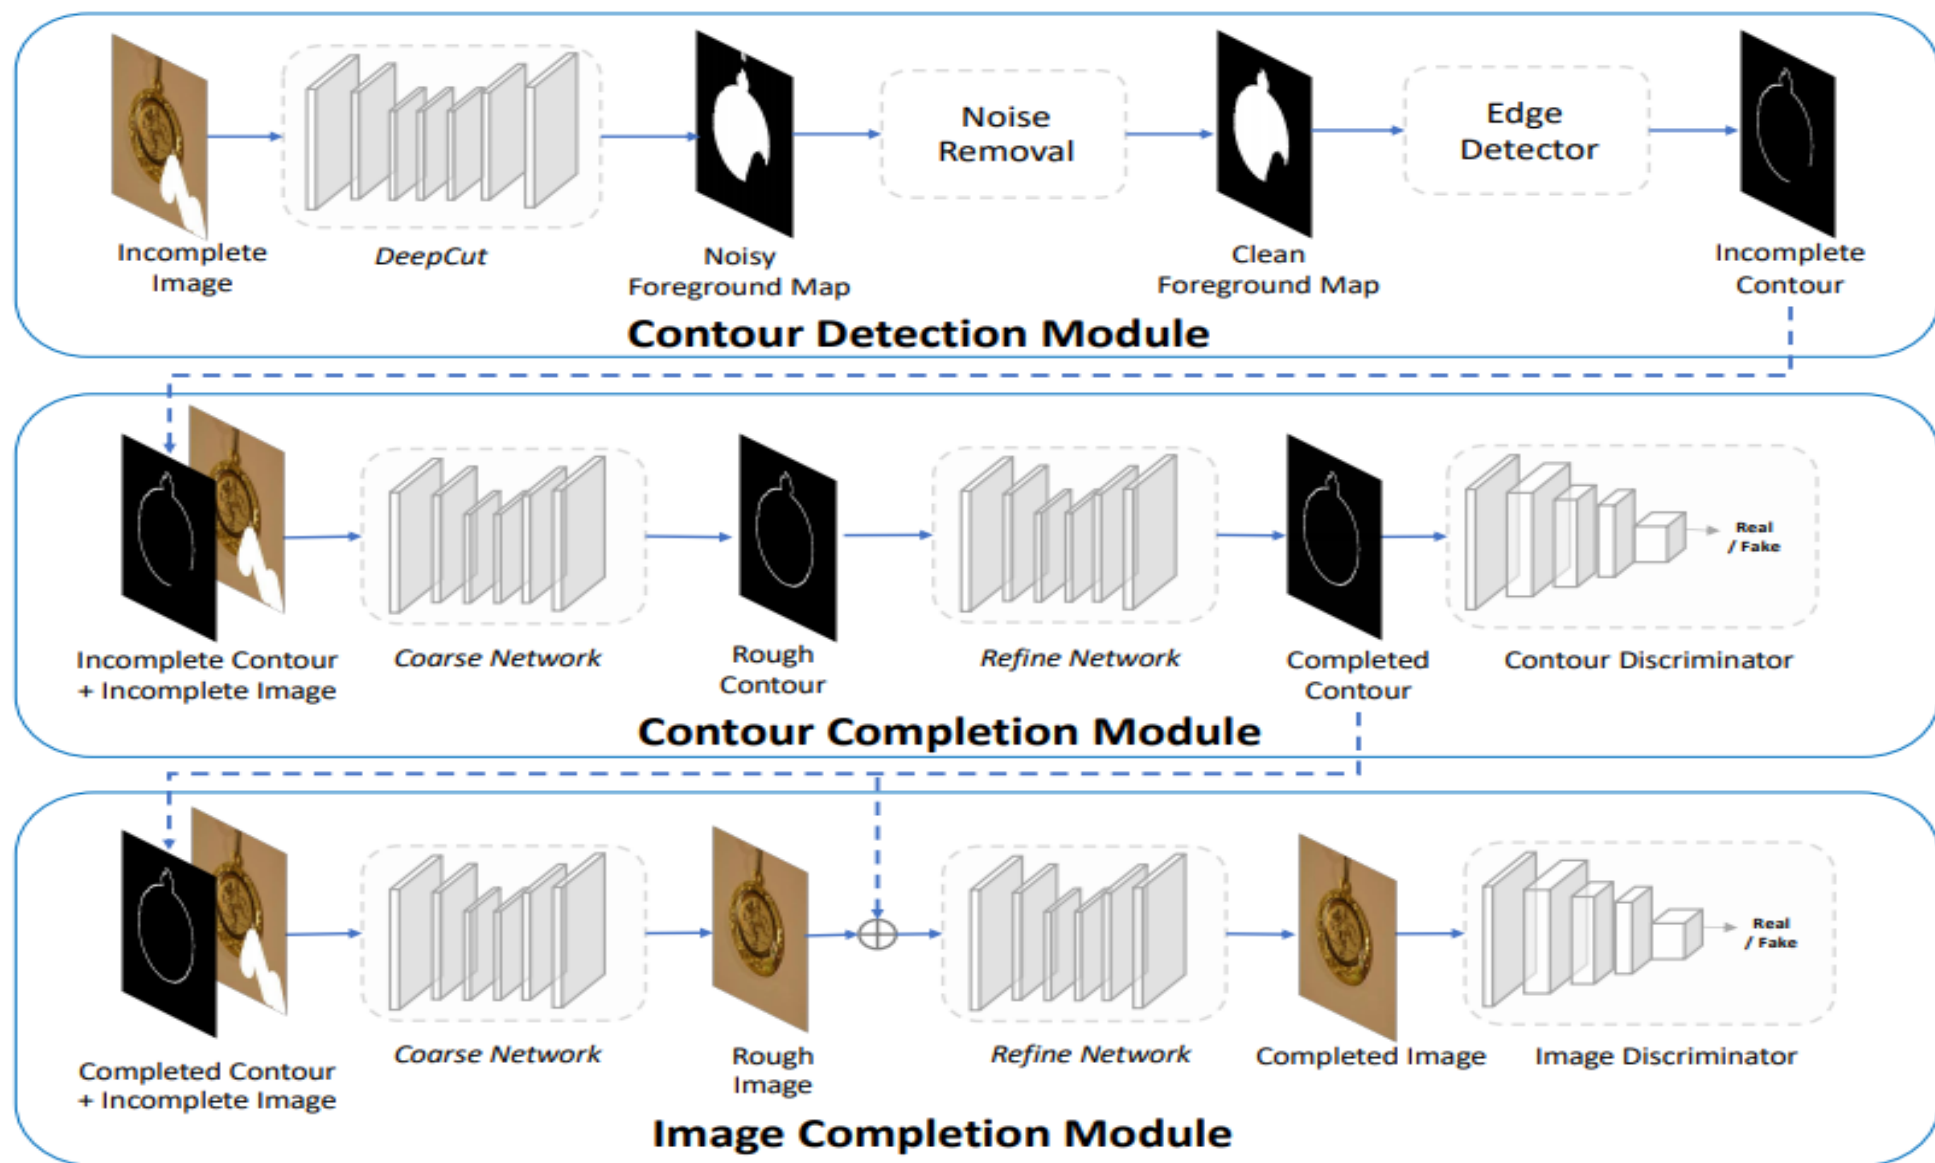 Noise
Removal
Edge
Detector
Incomplete
Image
DeepCut
Noisy
Foreground Map
Clean
Foreground Map
Incomplete
Contour
Contour Detection Module
Real
/ Fake
Incomplete Contour
+ Incomplete Image
Coarse Network
Rough
Contour
Refine Network
Completed
Contour
Contour Discriminator
Contour Completion Module
Real
/ Fake
Completed Contour
+ Incomplete Image
Coarse Network
Rough
Image
Refine Network
Completed Image
Image Discriminator
Image Completion Module